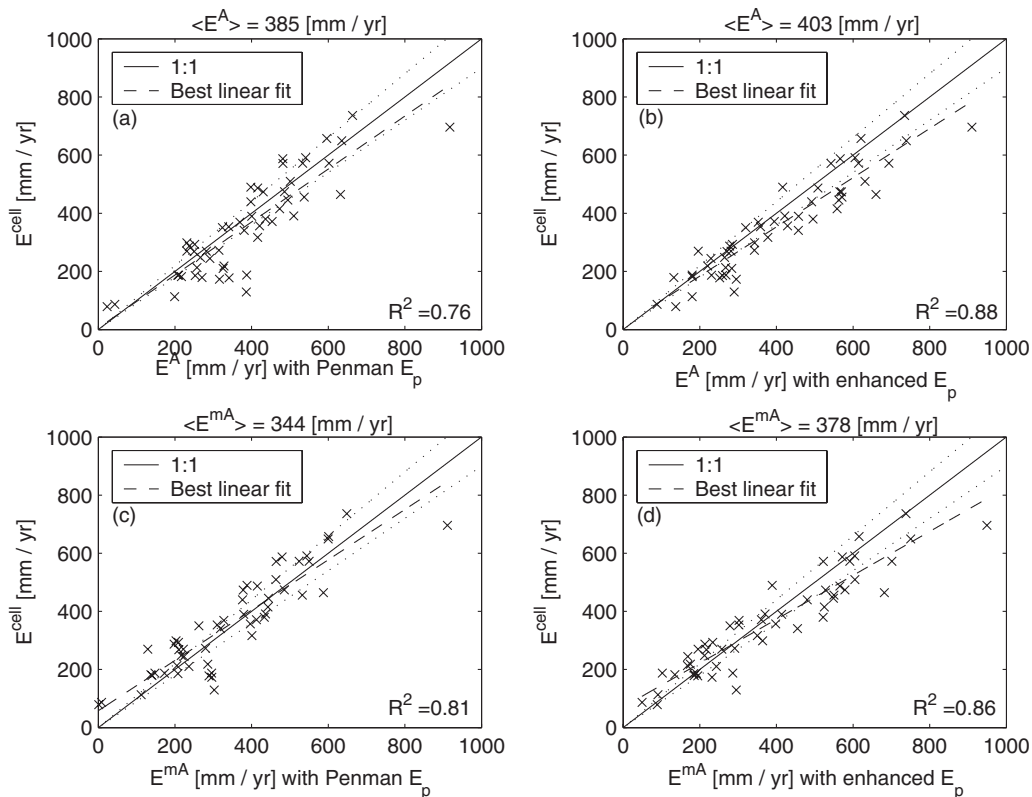 <E^A> = 385 [mm / yr]
1000
800
600
400
200
0
E^cell [mm / yr]
1:1
Best linear fit
(a)
R^2 =0.76
0 200 400 600 800 1000
E^A [mm / yr] with Penman E_p
<E^A> = 403 [mm / yr]
1000
800
600
400
200
0
E^cell [mm / yr]
1:1
Best linear fit
(b)
R^2 =0.88
0 200 400 600 800 1000
E^A [mm / yr] with enhanced E_p
<E^mA> = 344 [mm / yr]
1000
800
600
400
200
0
E^cell [mm / yr]
1:1
Best linear fit
(c)
R^2 =0.81
0 200 400 600 800 1000
E^mA [mm / yr] with Penman E_p
<E^mA> = 378 [mm / yr]
1000
800
600
400
200
0
E^cell [mm / yr]
1:1
Best linear fit
(d)
R^2 =0.86
0 200 400 600 800 1000
E^mA [mm / yr] with enhanced E_p